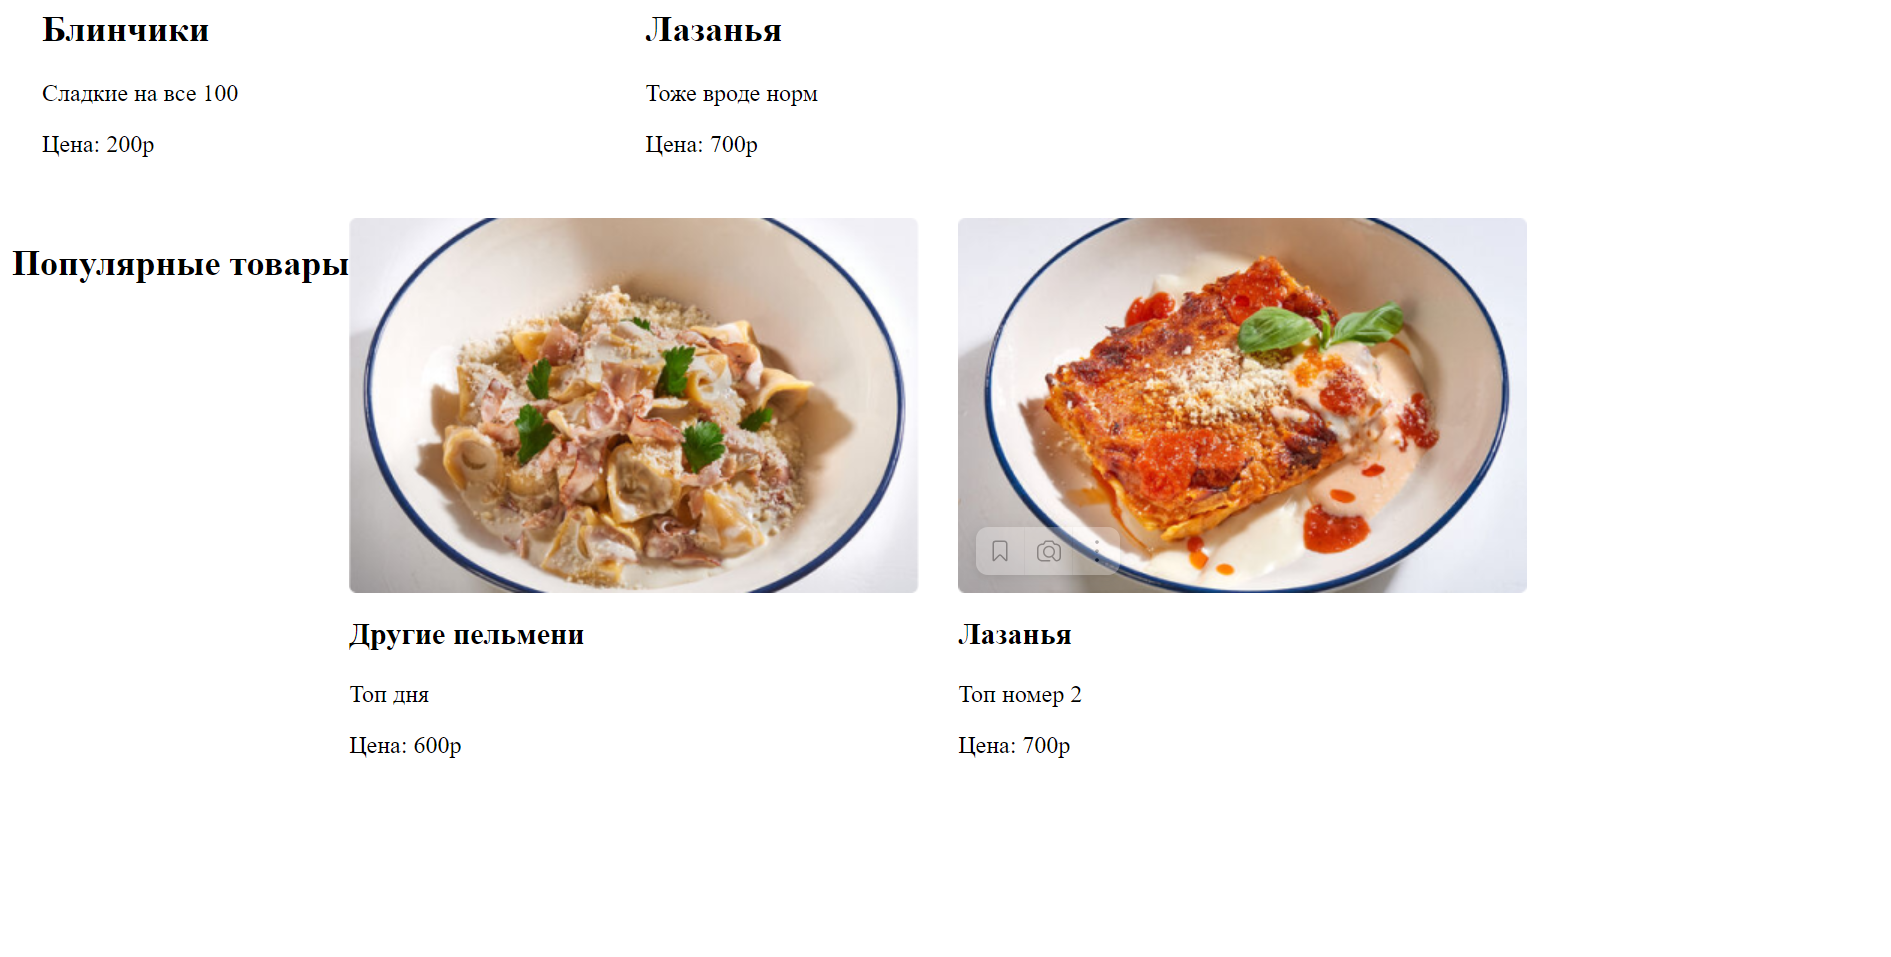 Блинчики
Сладкие на все 100
Цена: 200р
Лазанья
Тоже вроде норм
Цена: 700р
Популярные товары
Другие пельмени
Топ дня
Цена: 600р
Лазанья
Топ номер 2
Цена: 700р